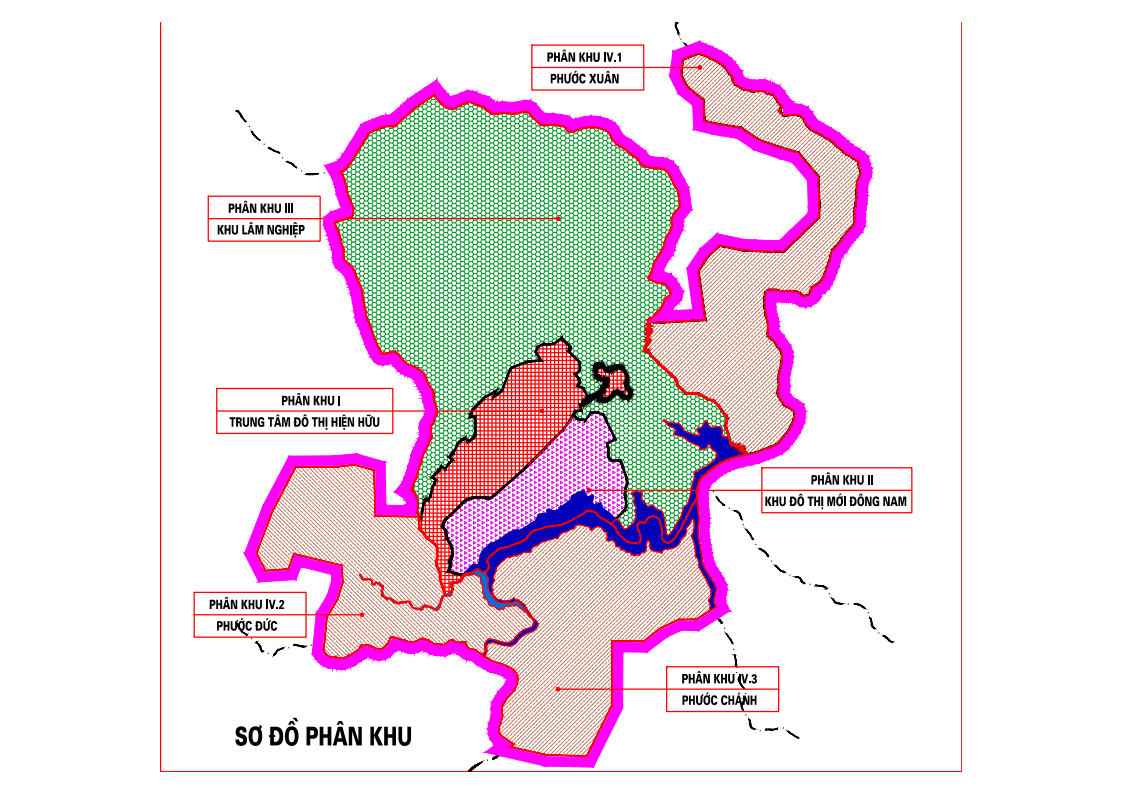 PHÂN KHU IV.1
PHƯỚC XUÂN
PHÂN KHU III
KHU LÂM NGHIỆP
PHÂN KHU I
TRUNG TÂM ĐÔ THỊ HIỆN HỮU
PHÂN KHU II
KHU ĐÔ THỊ MỚI ĐÔNG NAM
PHÂN KHU IV.2
PHƯỚC ĐỨC
PHÂN KHU IV.3
PHƯỚC CHÁNH
SƠ ĐỒ PHÂN KHU